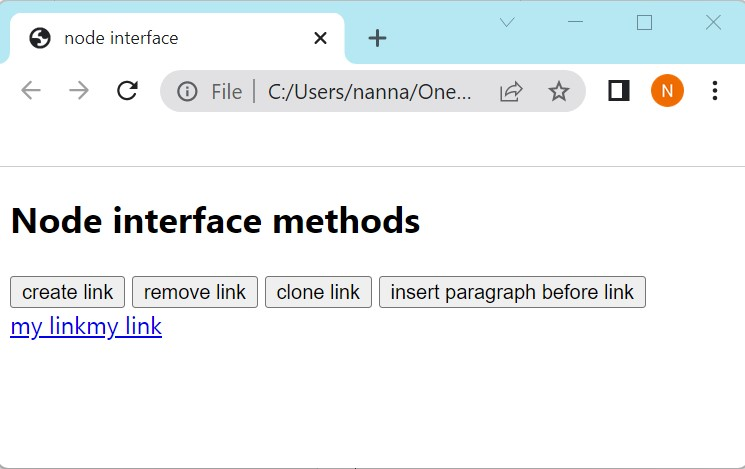 node interface
File C:/Users/nanna/One...
N
Node interface methods
create link remove link clone link insert paragraph before link
my linkmy link